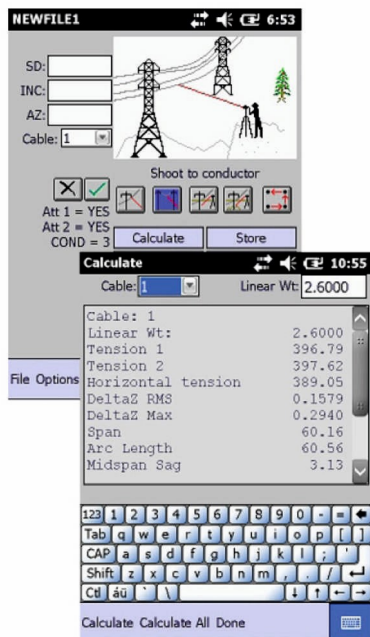 NEWFILE1 6:53
SD:
INC:
AZ:
Cable: 1
Shoot to conductor
Att 1 = YES
Att 2 = YES
COND = 3
Calculate Store
File Options
Calculate 10:55
Cable: 1 Linear Wt: 2.6000
Cable: 1
Linear Wt: 2.6000
Tension 1 396.79
Tension 2 397.62
Horizontal tension 389.05
DeltaZ RMS 0.1579
DeltaZ Max 0.2940
Span 60.16
Arc Length 60.56
Midspan Sag 3.13
123 1 2 3 4 5 6 7 8 9 0 - =
Tab q w e r t y u i o p [ ]
CAP a s d f g h j k l ; '
Shift z x c v b n m , . /
Ctl áü ` \
Calculate Calculate All Done